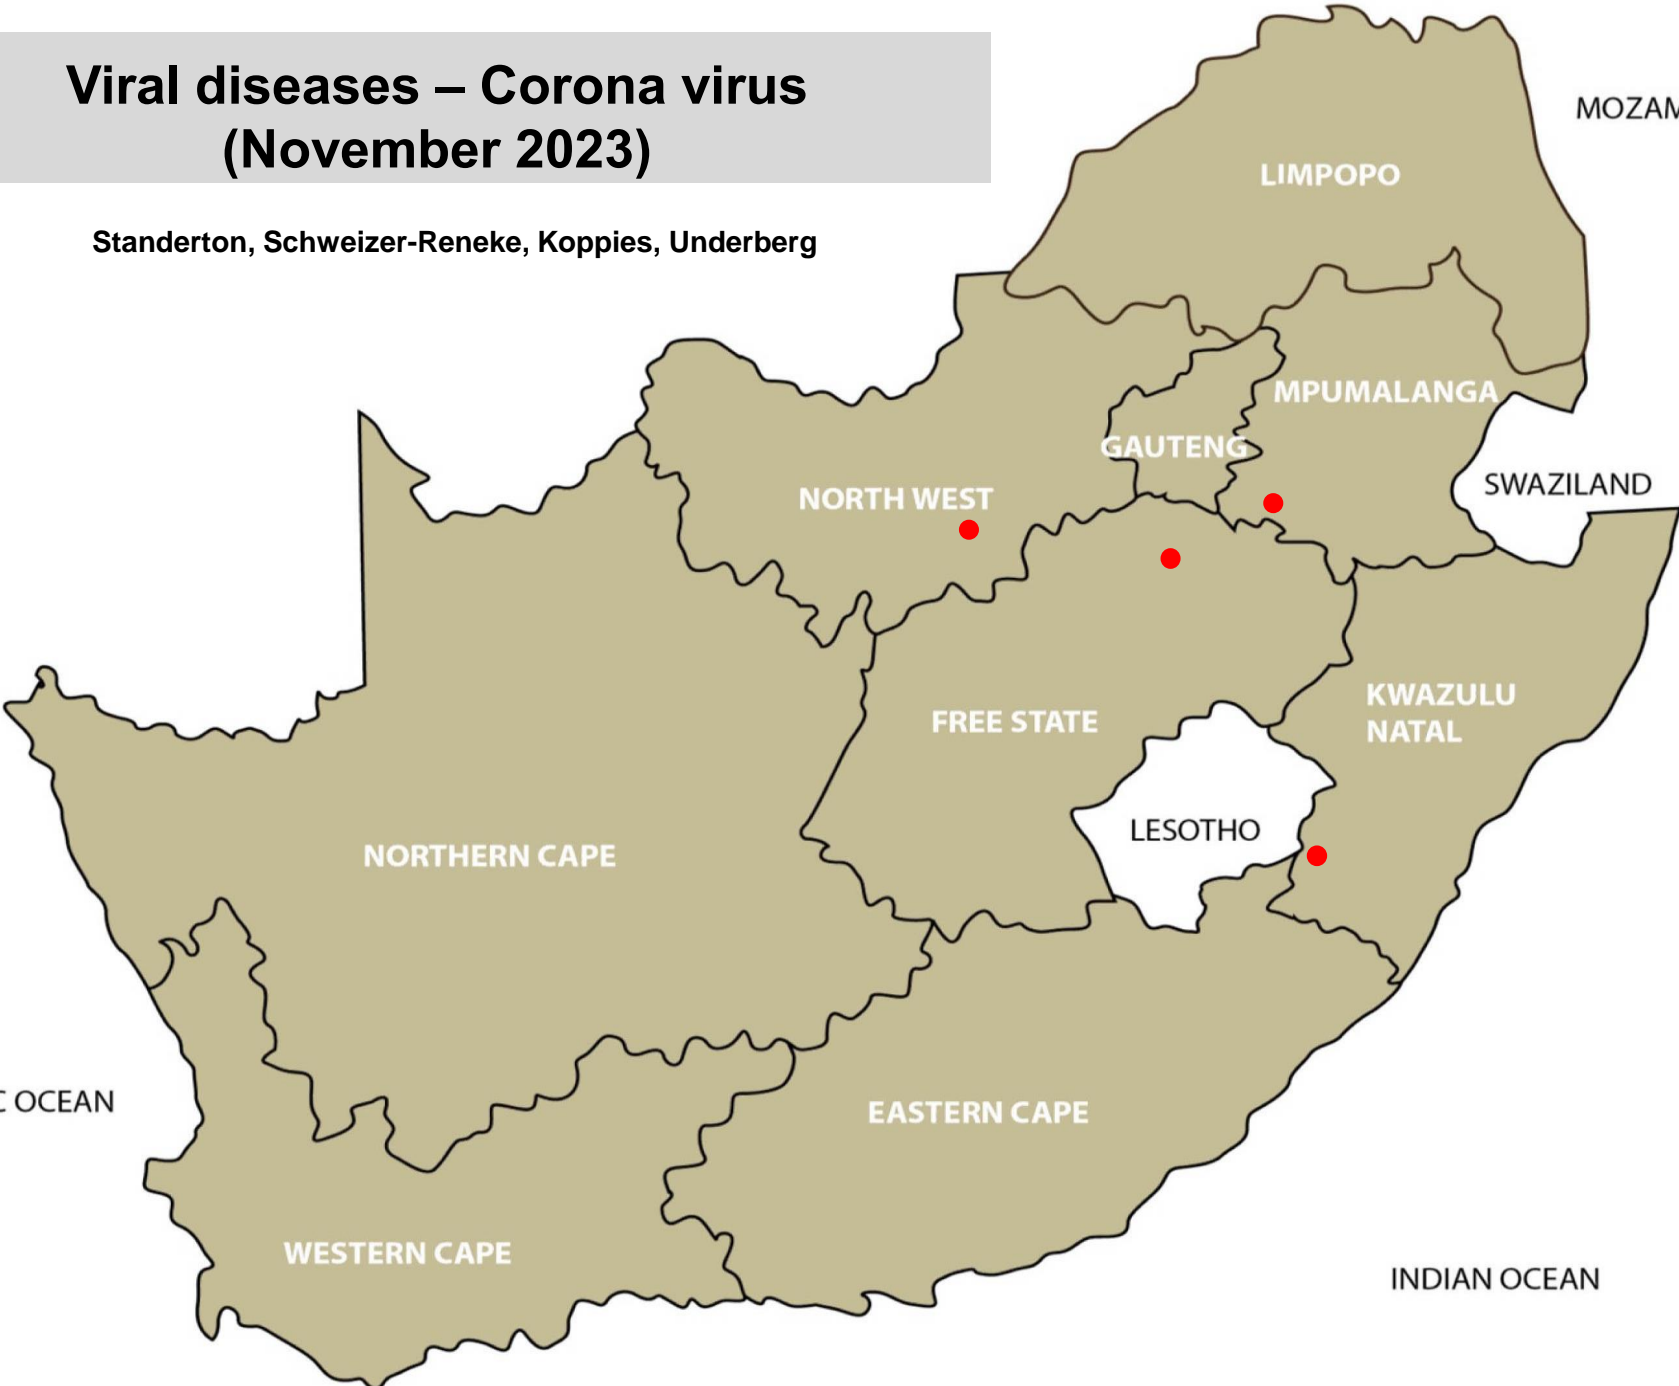 Viral diseases – Corona virus
(November 2023)
Standerton, Schweizer-Reneke, Koppies, Underberg
MOZAM
LIMPOPO
MPUMALANGA
GAUTENG
SWAZILAND
NORTH WEST
KWAZULU
NATAL
FREE STATE
LESOTHO
NORTHERN CAPE
C OCEAN
EASTERN CAPE
WESTERN CAPE
INDIAN OCEAN